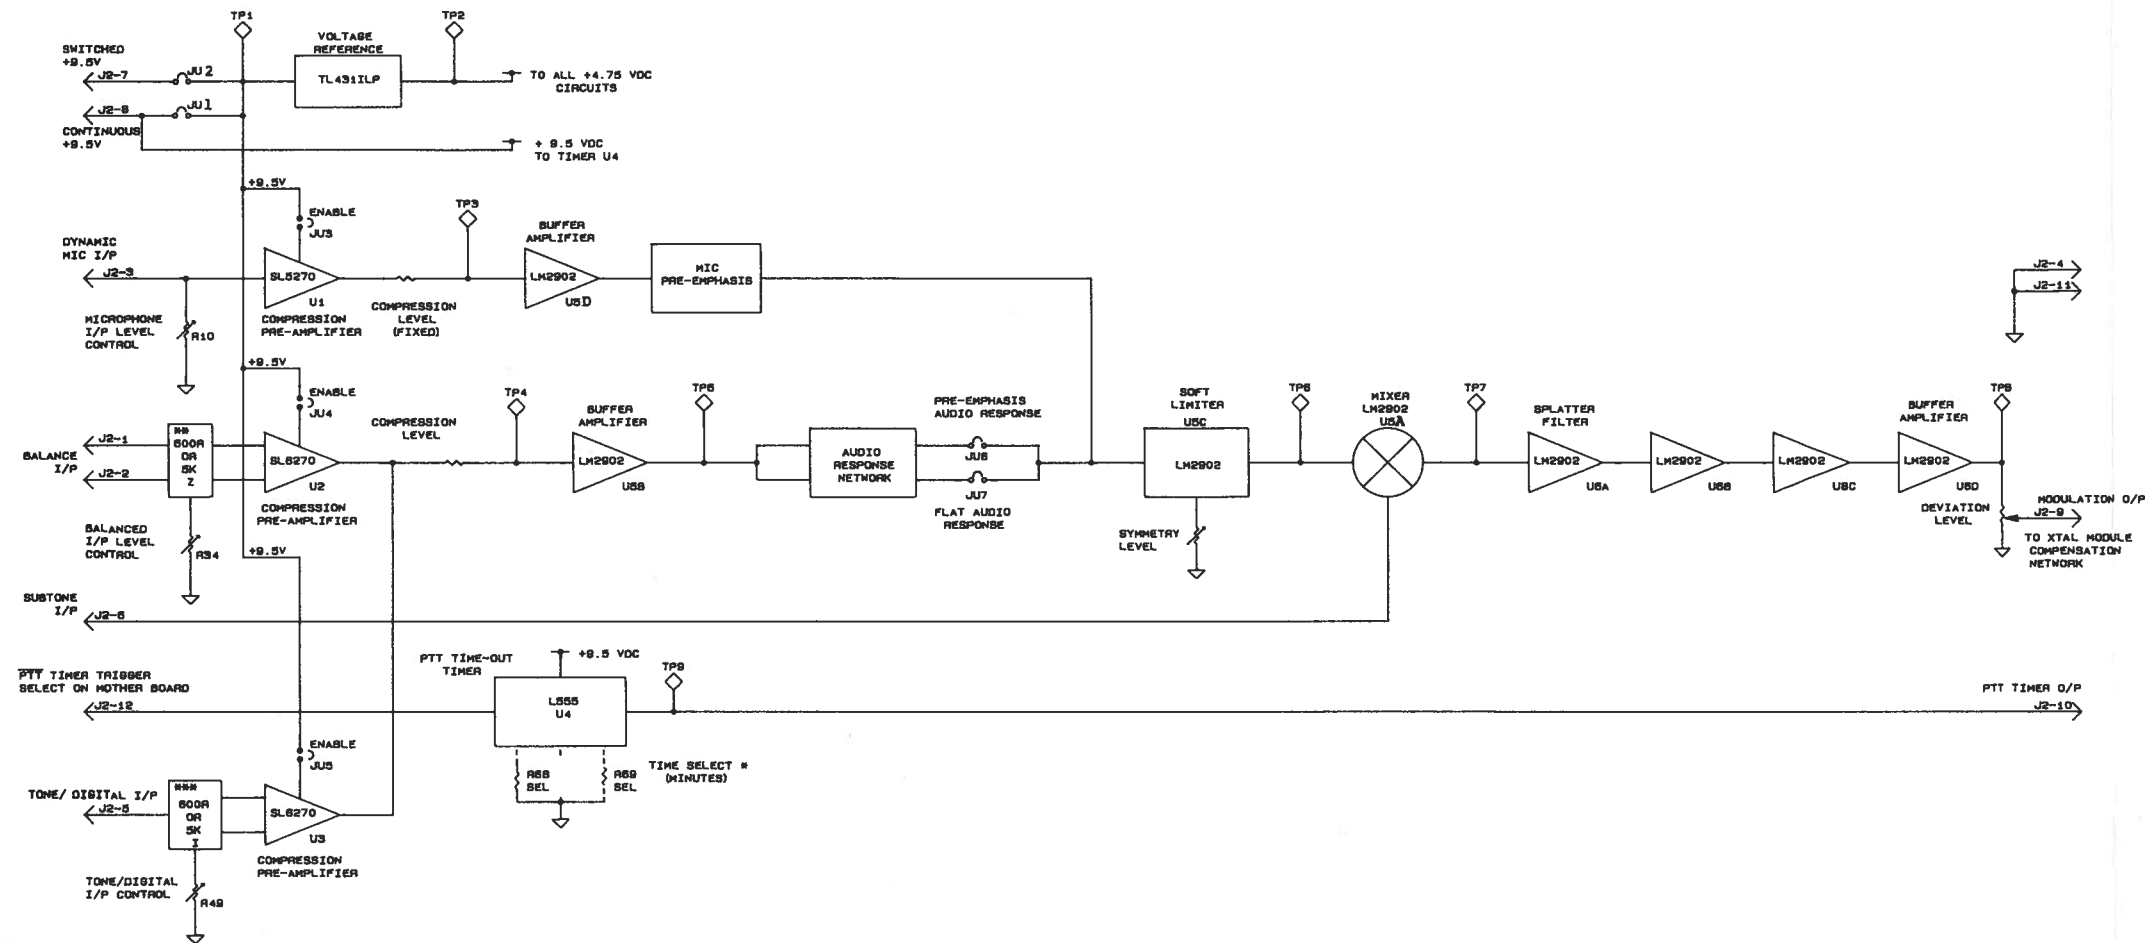 TP1
TP2
VOLTAGE
REFERENCE
SWITCHED
+9.5V
J2-7
JU2
TL431ILP
TO ALL +4.75 VDC
CIRCUITS
J2-8
JU1
CONTINUOUS
+9.5V
+ 9.5 VDC
TO TIMER U4
+9.5V
ENABLE
JU3
TP3
BUFFER
AMPLIFIER
DYNAMIC
MIC I/P
J2-3
SL5270
U1
LM2902
U5D
MIC
PRE-EMPHASIS
J2-4
J2-11
COMPRESSION
LEVEL
(FIXED)
COMPRESSION
PRE-AMPLIFIER
MICROPHONE
I/P LEVEL
CONTROL
R10
+9.5V
ENABLE
JU4
COMPRESSION
LEVEL
TP4
BUFFER
AMPLIFIER
TP6
PRE-EMPHASIS
AUDIO RESPONSE
SOFT
LIMITER
U5C
TP6
MIXER
LM2902
U5A
TP7
SPLATTER
FILTER
BUFFER
AMPLIFIER
TP8
J2-1
BALANCE
I/P
J2-2
**
600R
OR
5K
Z
SL6270
U2
LM2902
U5B
AUDIO
RESPONSE
NETWORK
JU6
JU7
FLAT AUDIO
RESPONSE
LM2902
LM2902
U6A
LM2902
U6B
LM2902
U6C
LM2902
U6D
COMPRESSION
PRE-AMPLIFIER
BALANCED
I/P LEVEL
CONTROL
R34
+9.5V
SYMMETRY
LEVEL
DEVIATION
LEVEL
MODULATION O/P
J2-9
TO XTAL MODULE
COMPENSATION
NETWORK
SUBTONE
I/P
J2-6
PTT TIME-OUT
TIMER
+9.5 VDC
TP9
PTT TIMER TRIGGER
SELECT ON MOTHER BOARD
J2-12
L555
U4
PTT TIMER O/P
J2-10
R68
SEL
R69
SEL
TIME SELECT *
(MINUTES)
ENABLE
JU5
TONE/ DIGITAL I/P
J2-5
***
600R
OR
5K
I
SL6270
U3
COMPRESSION
PRE-AMPLIFIER
TONE/DIGITAL
I/P CONTROL
R49